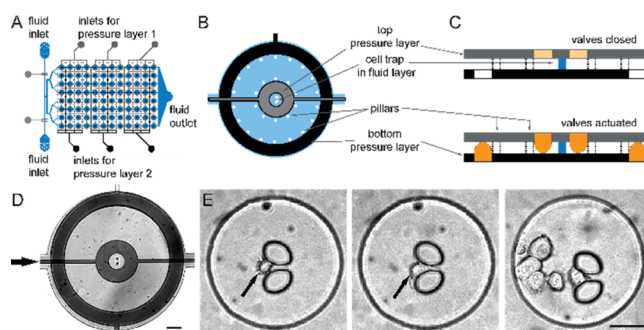 A
fluid
inlet
inlets for
pressure layer 1
fluid
outlet
fluid
inlet
inlets for
pressure layer 2
B
top
pressure layer
cell trap
in fluid layer
pillars
bottom
pressure layer
C
valves closed
valves actuated
D
E